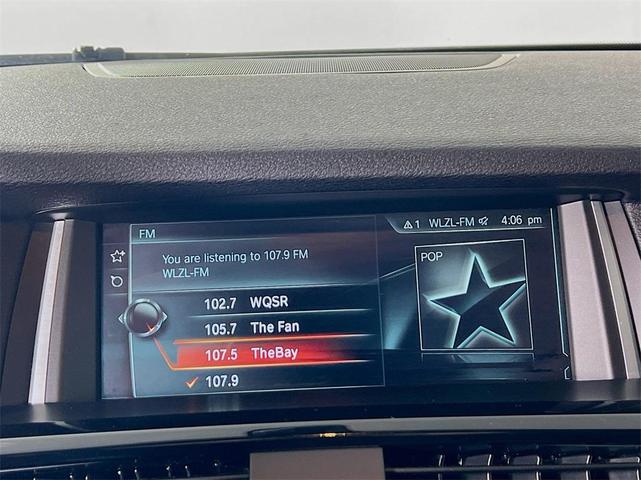 FM
1 WLZL-FM 4:06 pm
You are listening to 107.9 FM
WLZL-FM
POP
102.7 WQSR
105.7 The Fan
107.5 TheBay
107.9